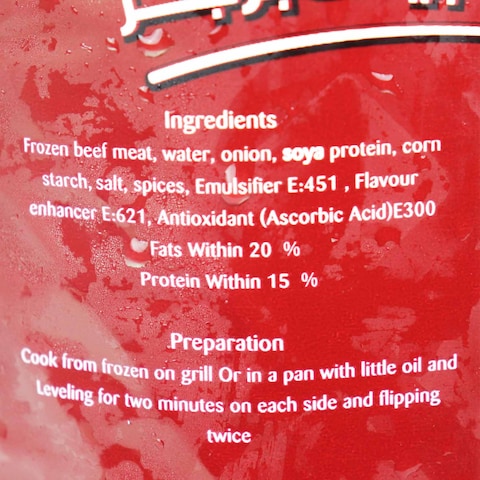 Ingredients
Frozen beef meat, water, onion, soya protein, corn
starch, salt, spices, Emulsifier E:451 , Flavour
enhancer E:621, Antioxidant (Ascorbic Acid)E300
Fats Within 20 %
Protein Within 15 %
Preparation
Cook from frozen on grill Or in a pan with little oil and
Leveling for two minutes on each side and flipping
twice